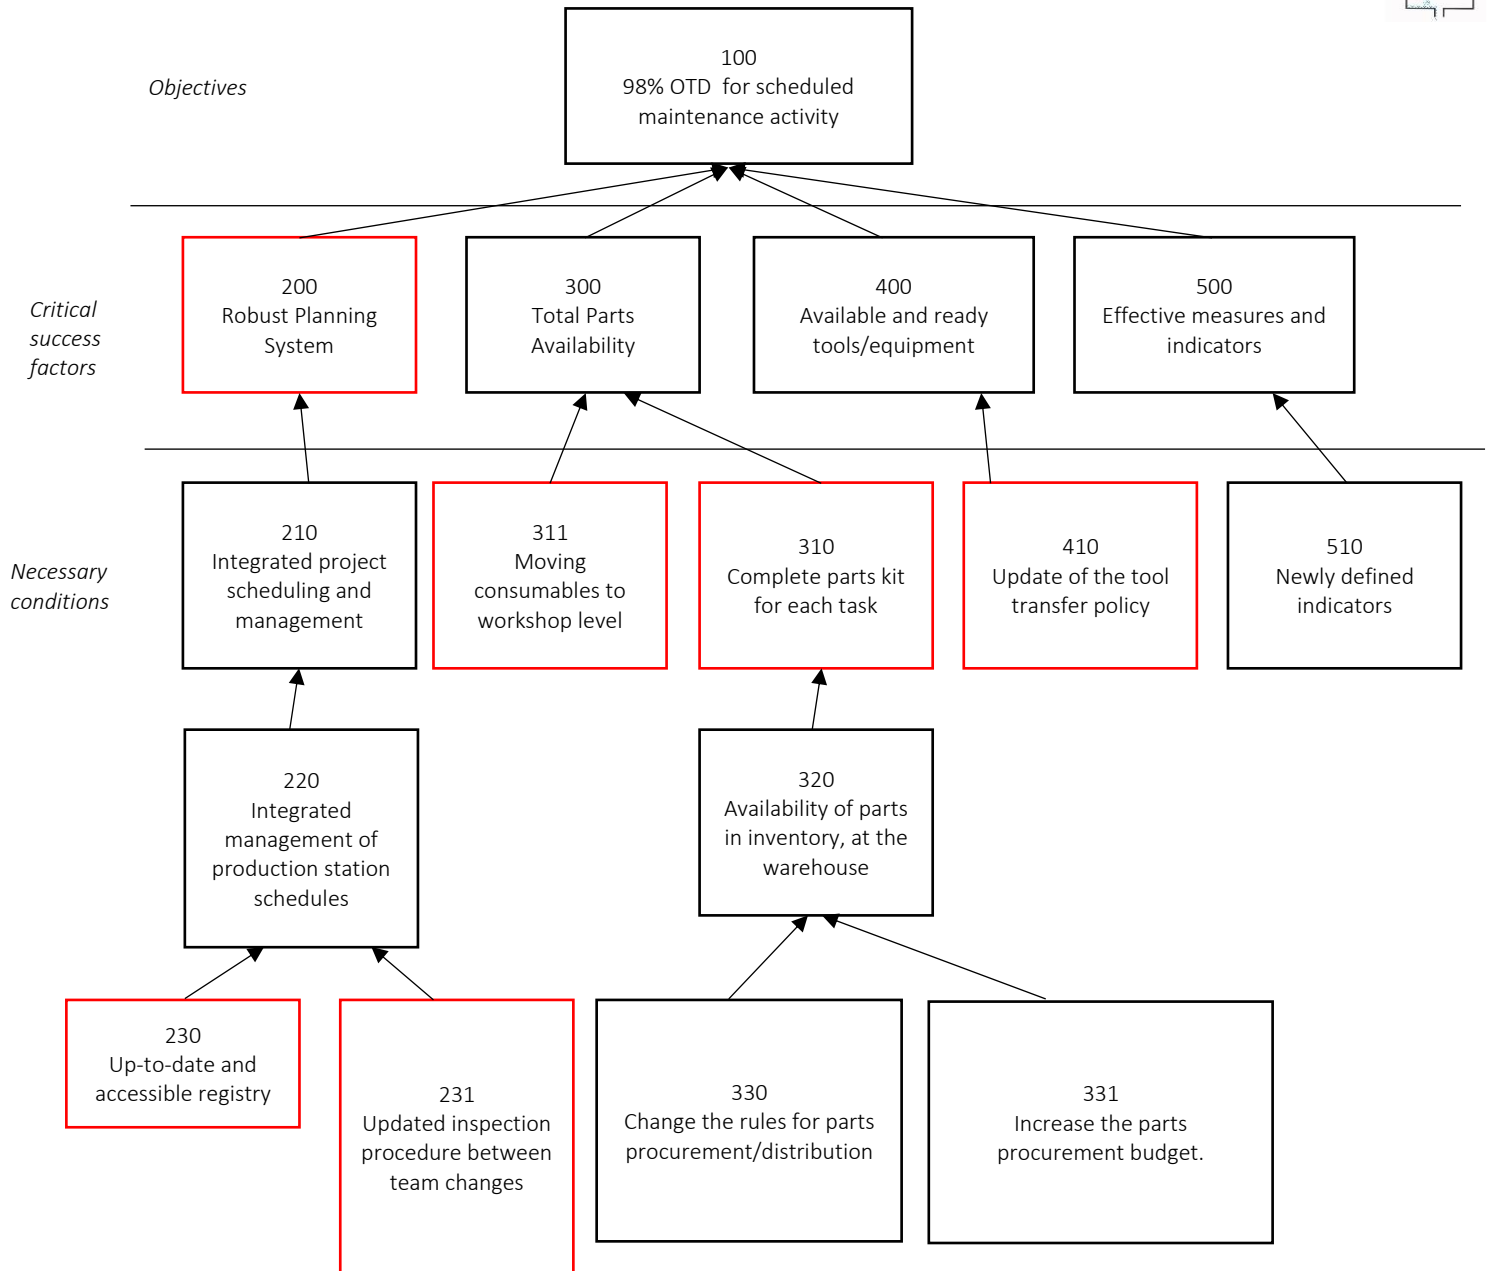 100
98% OTD  for scheduled
maintenance activity
Objectives
Critical
success
factors
200
Robust Planning
System
300
Total Parts
Availability
400
Available and ready
tools/equipment
500
Effective measures and
indicators
Necessary
conditions
210
Integrated project
scheduling and
management
311
Moving
consumables to
workshop level
310
Complete parts kit
for each task
410
Update of the tool
transfer policy
510
Newly defined
indicators
220
Integrated
management of
production station
schedules
320
Availability of parts
in inventory, at the
warehouse
230
Up-to-date and
accessible registry
231
Updated inspection
procedure between
team changes
330
Change the rules for parts
procurement/distribution
331
Increase the parts
procurement budget.